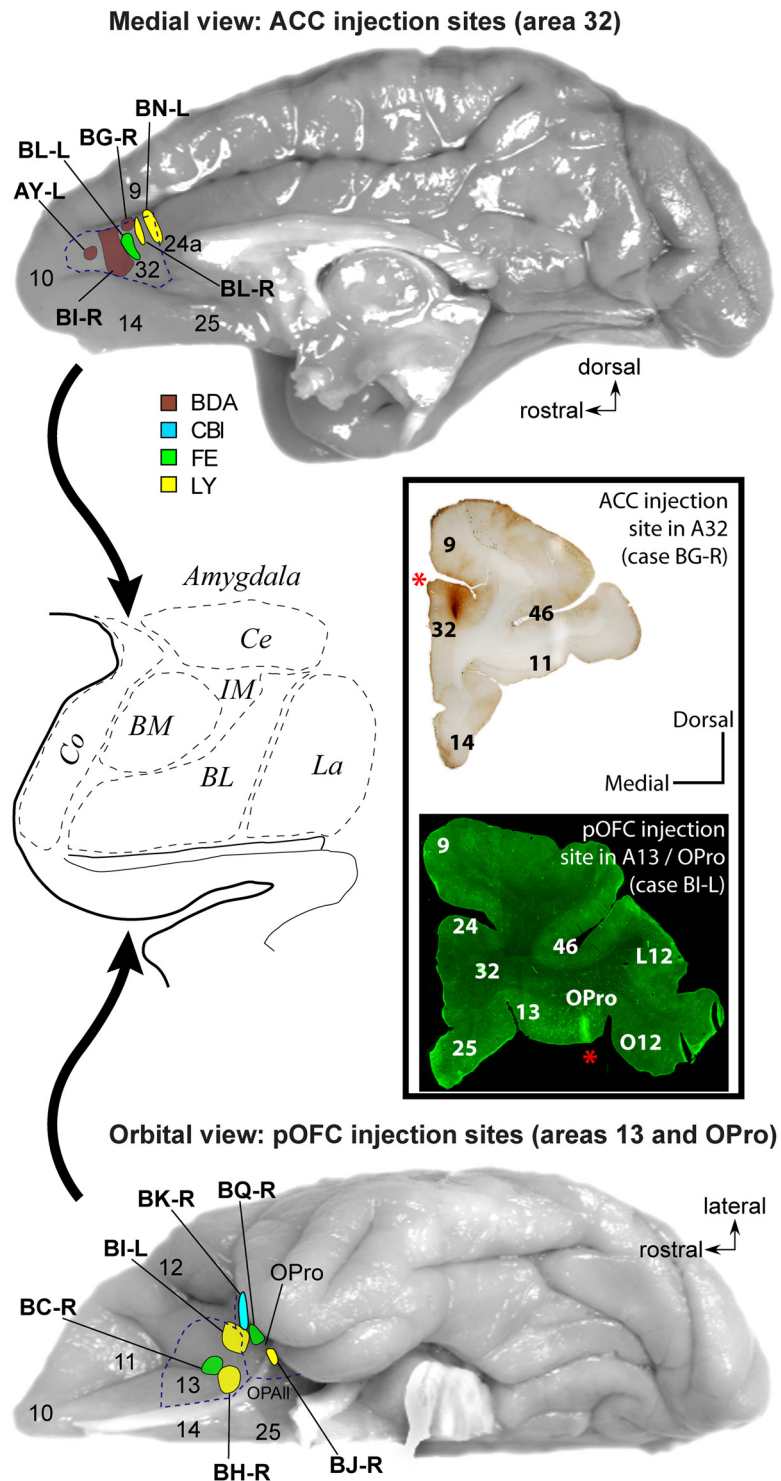 Medial view: ACC injection sites (area 32)
BN-L
BG-R
BL-L
9
AY-L
24a
32
10
BL-R
BI-R
14
25
dorsal
rostral
BDA
CBI
FE
LY
ACC injection
site in A32
(case BG-R)
9
*
46
32
11
14
Dorsal
Medial
Amygdala
Ce
IM
BM
Co
BL
La
pOFC injection
site in A13 / OPro
(case BI-L)
9
24
46
L12
32
OPro
13
O12
25
*
Orbital view: pOFC injection sites (areas 13 and OPro)
BQ-R
BK-R
lateral
BI-L
rostral
12
OPro
BC-R
11
13
OPAll
10
14
25
BH-R
BJ-R